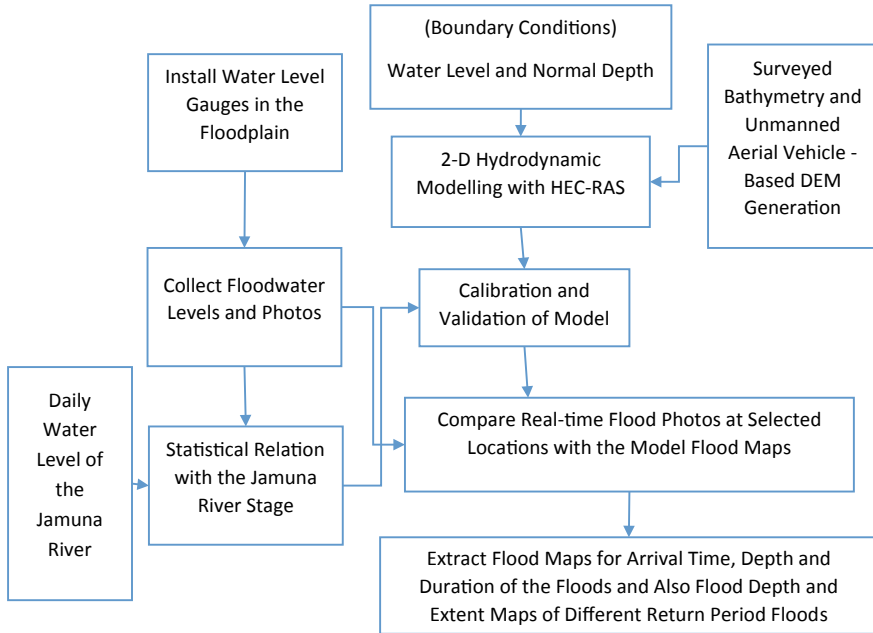 (Boundary Conditions)
Water Level and Normal Depth
Install Water Level
Gauges in the
Floodplain
Surveyed
Bathymetry and
Unmanned
Aerial Vehicle -
Based DEM
Generation
2-D Hydrodynamic
Modelling with HEC-RAS
Collect Floodwater
Levels and Photos
Calibration and
Validation of Model
Daily
Water
Level of
the
Jamuna
River
Statistical Relation
with the Jamuna
River Stage
Compare Real-time Flood Photos at Selected
Locations with the Model Flood Maps
Extract Flood Maps for Arrival Time, Depth and
Duration of the Floods and Also Flood Depth and
Extent Maps of Different Return Period Floods